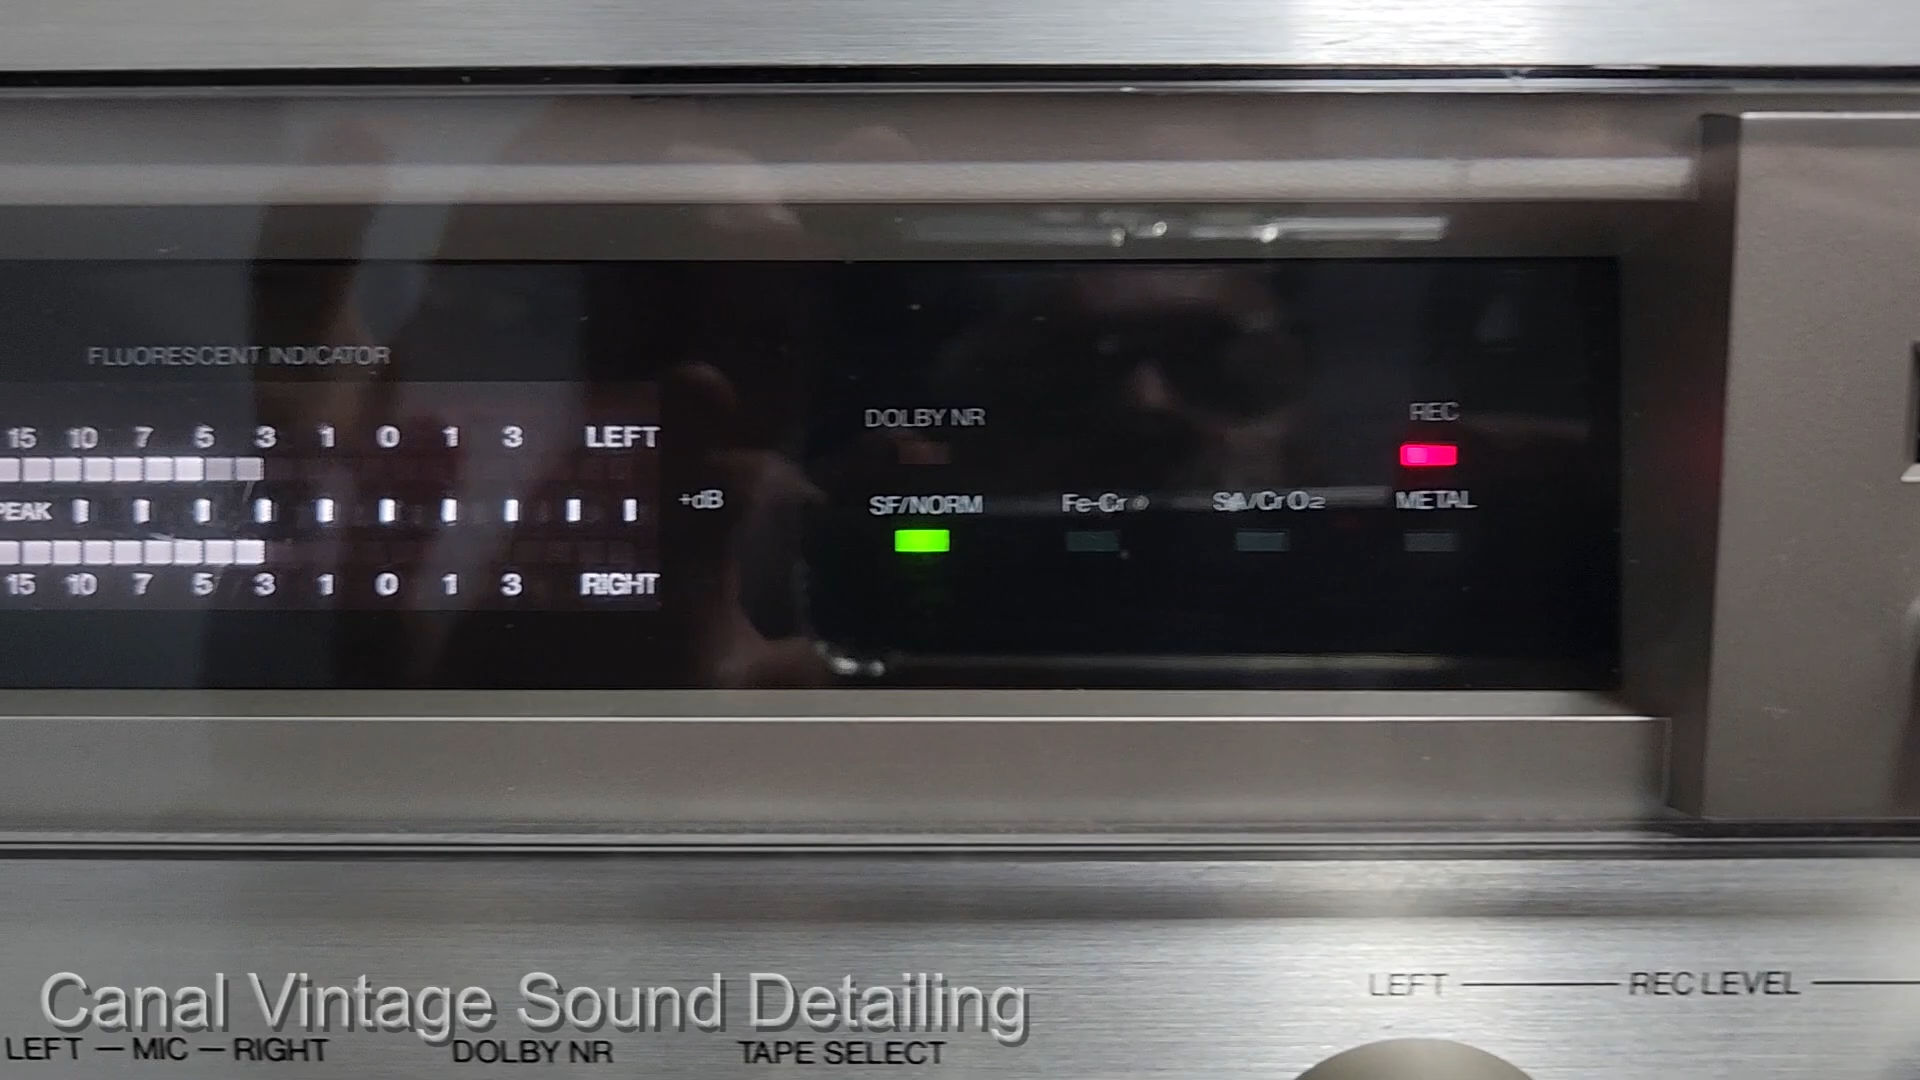 FLUORESCENT INDICATOR
15 10 7 5 3 1 0 1 3 LEFT
PEAK +dB
15 10 7 5 3 1 0 1 3 RIGHT
DOLBY NR REC
SF/NORM Fe-Cr SA/CrO2 METAL
LEFT REC LEVEL
Canal Vintage Sound Detailing
LEFT — MIC — RIGHT DOLBY NR TAPE SELECT